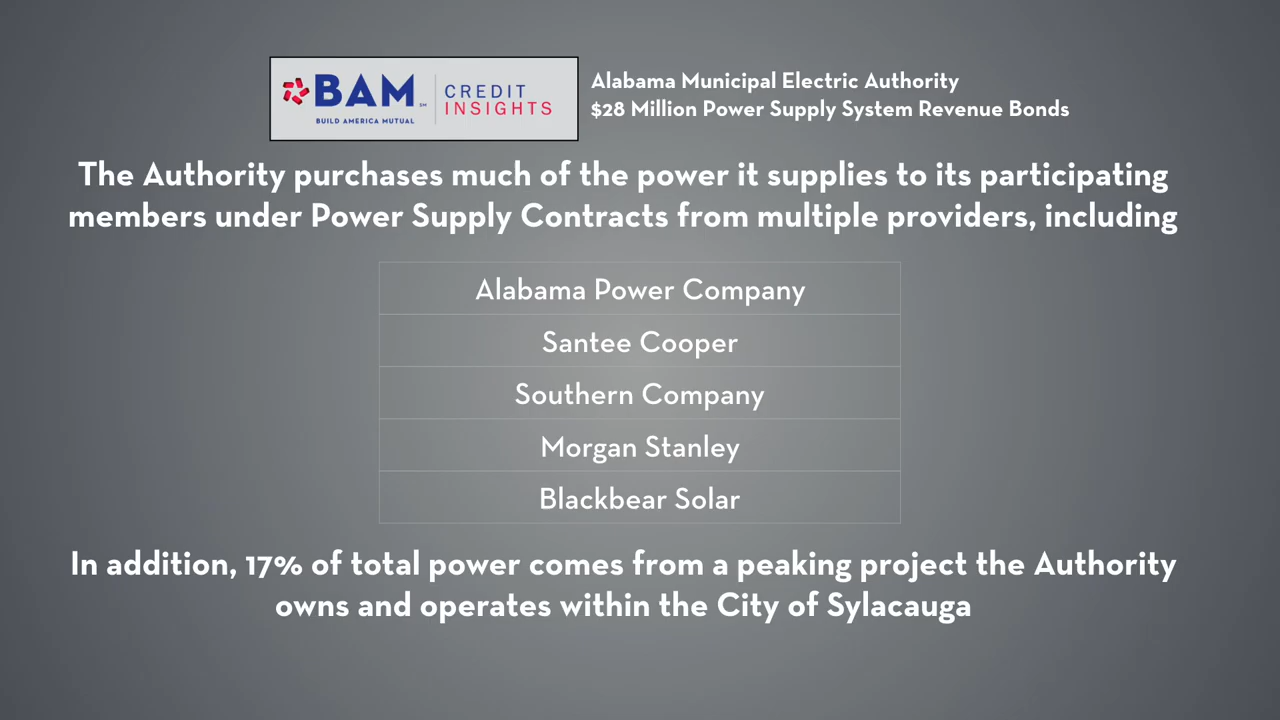 BAM
SM
BUILD AMERICA MUTUAL
CREDIT
INSIGHTS
Alabama Municipal Electric Authority
$28 Million Power Supply System Revenue Bonds
The Authority purchases much of the power it supplies to its participating
members under Power Supply Contracts from multiple providers, including
Alabama Power Company
Santee Cooper
Southern Company
Morgan Stanley
Blackbear Solar
In addition, 17% of total power comes from a peaking project the Authority
owns and operates within the City of Sylacauga